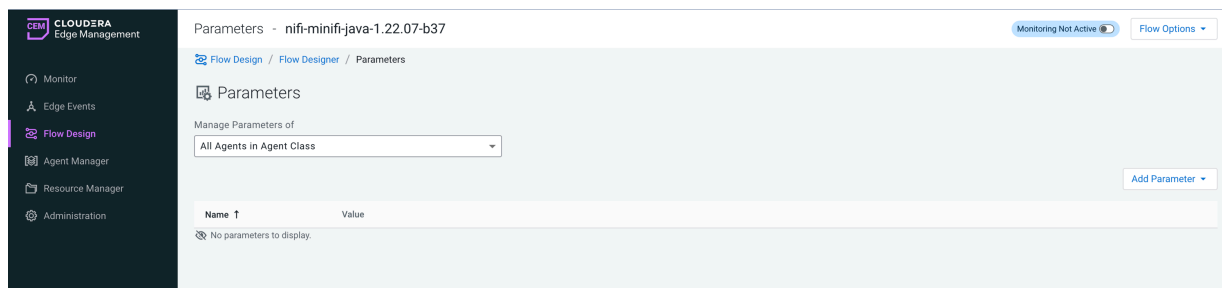 CEM CLOUDERA
Edge Management
Parameters - nifi-minifi-java-1.22.07-b37
Monitoring Not Active
Flow Options
Flow Design / Flow Designer / Parameters
Monitor
Edge Events
Flow Design
Agent Manager
Resource Manager
Administration
Parameters
Manage Parameters of
All Agents in Agent Class
Add Parameter
Name ↑ Value
No parameters to display.